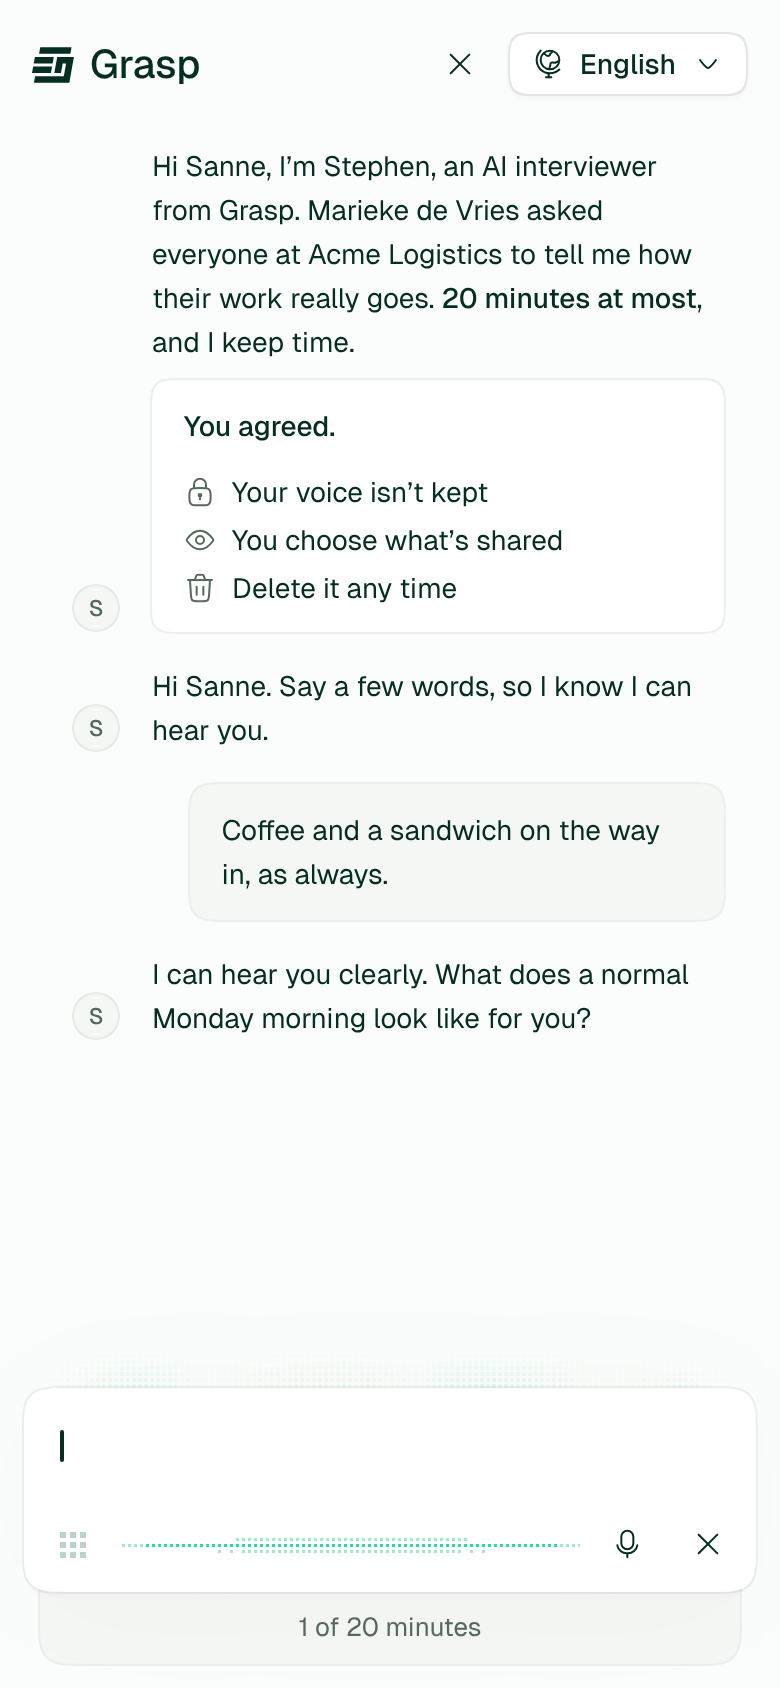 Grasp
English
Hi Sanne, I’m Stephen, an AI interviewer
from Grasp. Marieke de Vries asked
everyone at Acme Logistics to tell me how
their work really goes. 20 minutes at most,
and I keep time.
You agreed.
Your voice isn’t kept
You choose what’s shared
Delete it any time
S
Hi Sanne. Say a few words, so I know I can
hear you.
S
Coffee and a sandwich on the way
in, as always.
I can hear you clearly. What does a normal
Monday morning look like for you?
S
1 of 20 minutes